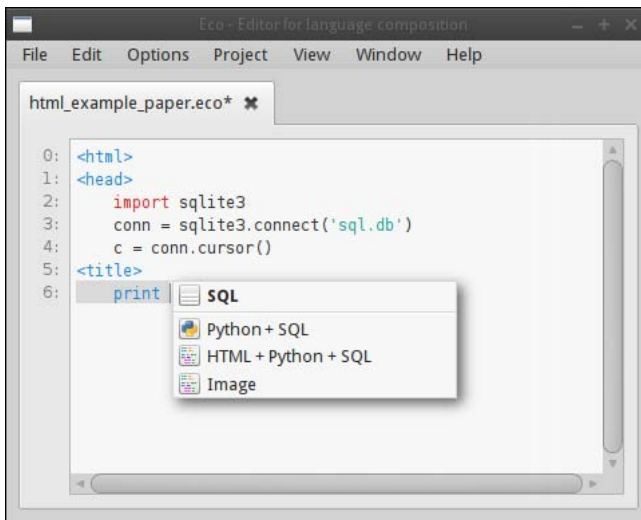 Eco - Editor for language composition
File Edit Options Project View Window Help
html_example_paper.eco*
0: <html>
1: <head>
2: import sqlite3
3: conn = sqlite3.connect('sql.db')
4: c = conn.cursor()
5: <title>
6: print
SQL
Python + SQL
HTML + Python + SQL
Image